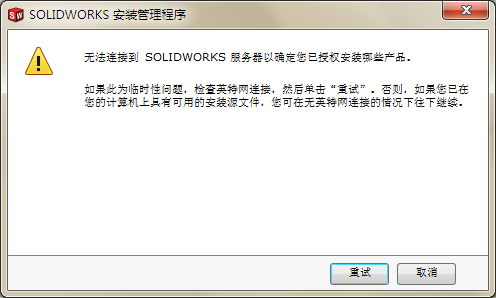 SW SOLIDWORKS 安装管理程序
无法连接到 SOLIDWORKS 服务器以确定您已授权安装哪些产品。
如果此为临时性问题，检查英特网连接，然后单击“重试”。否则，如果您已在
您的计算机上具有可用的安装源文件，您可在无英特网连接的情况下往下继续。
重试 取消